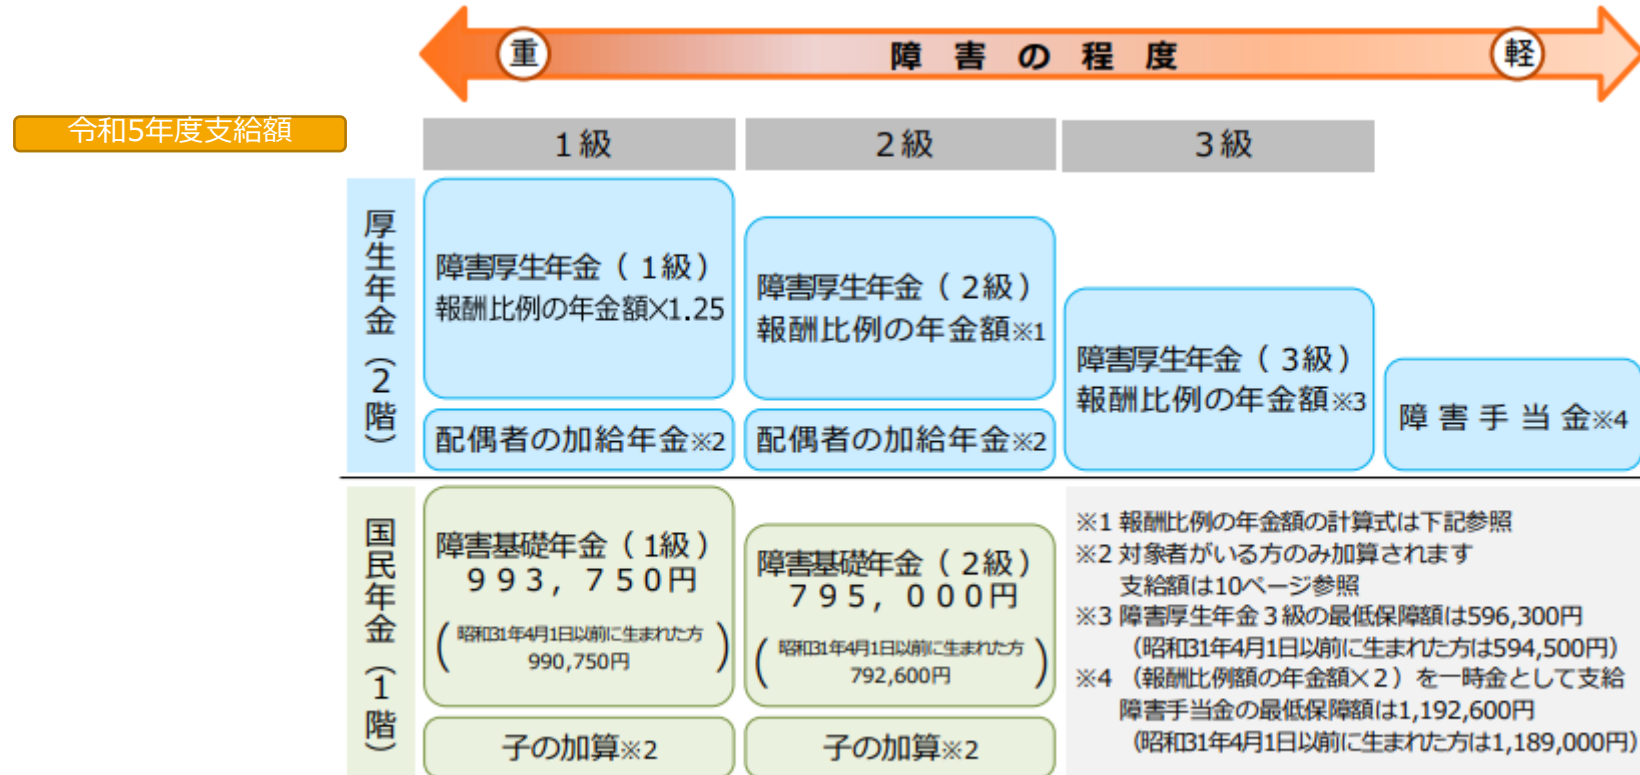 重
障害の程度
軽
令和5年度支給額
1級
2級
3級
厚生年金（2階）
障害厚生年金（1級）
報酬比例の年金額×1.25
配偶者の加給年金※2
障害厚生年金（2級）
報酬比例の年金額※1
配偶者の加給年金※2
障害厚生年金（3級）
報酬比例の年金額※3
障害手当金※4
国民年金（1階）
障害基礎年金（1級）
993，750円
（昭和31年4月1日以前に生まれた方
990,750円）
子の加算※2
障害基礎年金（2級）
795，000円
（昭和31年4月1日以前に生まれた方
792,600円）
子の加算※2
※1 報酬比例の年金額の計算式は下記参照
※2 対象者がいる方のみ加算されます
支給額は10ページ参照
※3 障害厚生年金3級の最低保障額は596,300円
（昭和31年4月1日以前に生まれた方は594,500円）
※4 （報酬比例額の年金額×2）を一時金として支給
障害手当金の最低保障額は1,192,600円
（昭和31年4月1日以前に生まれた方は1,189,000円）